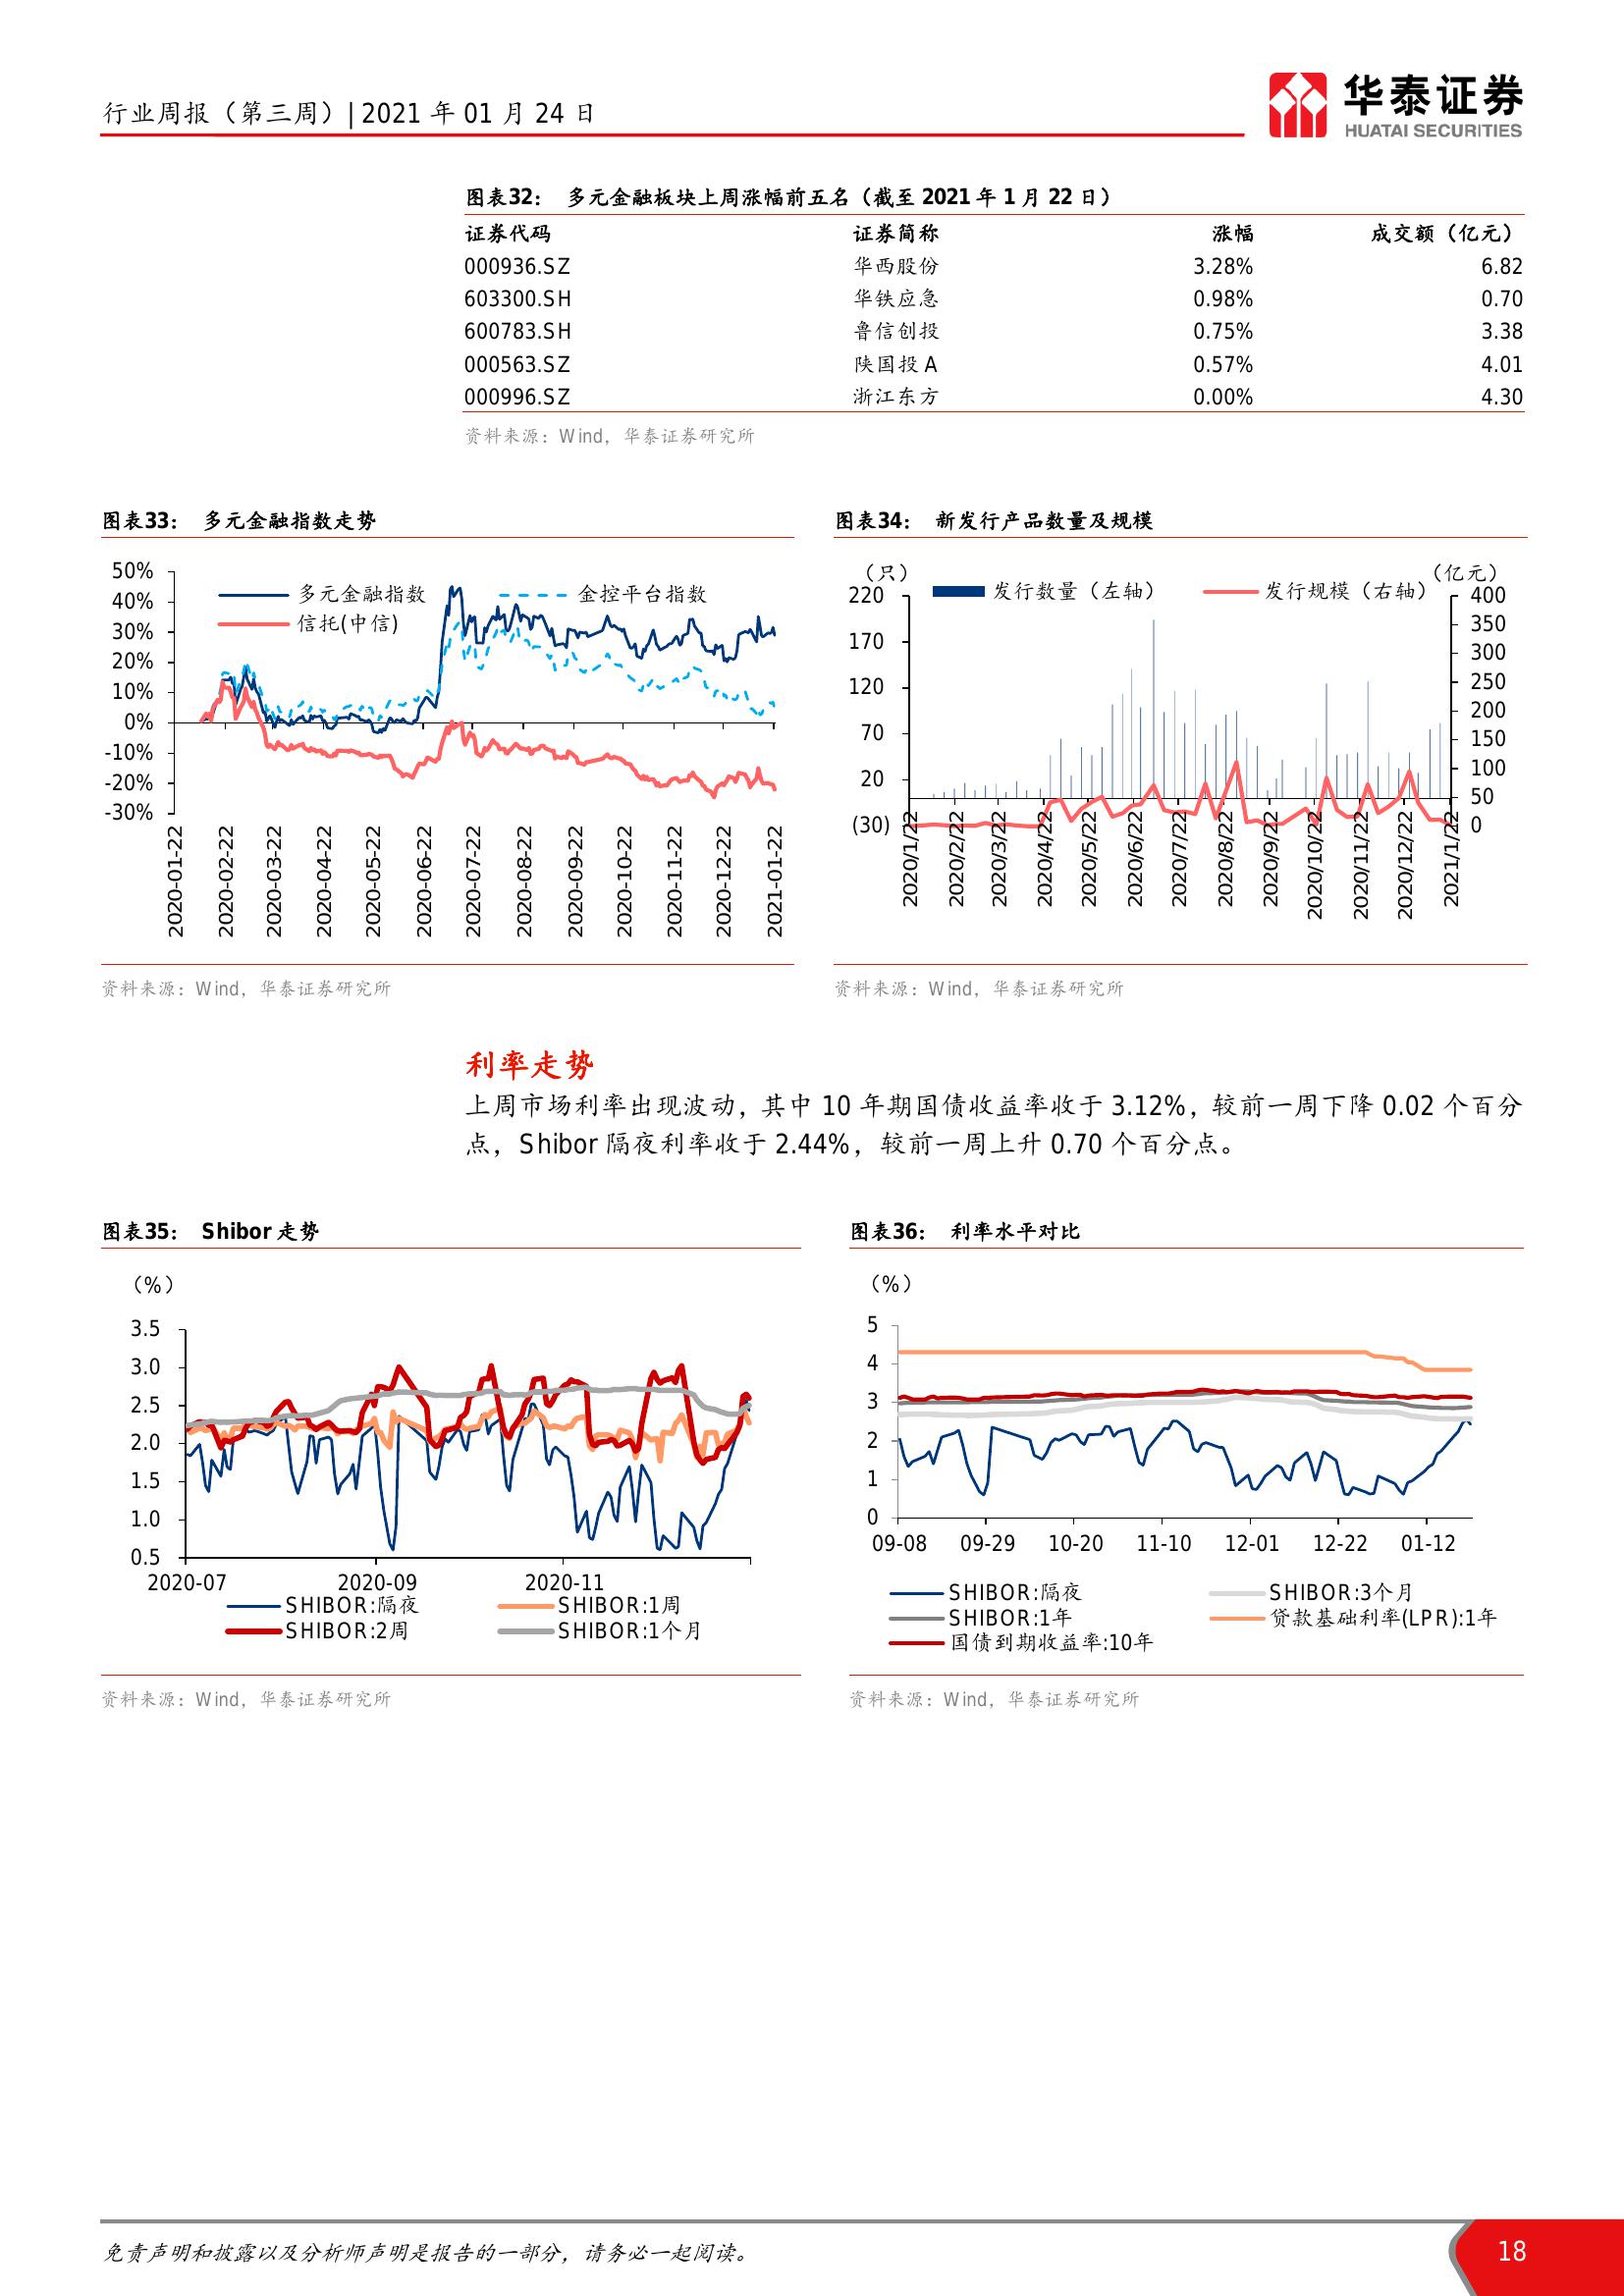 行业周报（第三周）| 2021 年 01 月 24 日
华泰证券
HUATAI SECURITIES
图表32： 多元金融板块上周涨幅前五名（截至 2021 年 1 月 22 日）
证券代码 证券简称 涨幅 成交额（亿元）
000936.SZ 华西股份 3.28% 6.82
603300.SH 华铁应急 0.98% 0.70
600783.SH 鲁信创投 0.75% 3.38
000563.SZ 陕国投 A 0.57% 4.01
000996.SZ 浙江东方 0.00% 4.30
资料来源：Wind，华泰证券研究所
图表33： 多元金融指数走势
50%
40%
30%
20%
10%
0%
-10%
-20%
-30%
多元金融指数 金控平台指数
信托(中信)
2020-01-22
2020-02-22
2020-03-22
2020-04-22
2020-05-22
2020-06-22
2020-07-22
2020-08-22
2020-09-22
2020-10-22
2020-11-22
2020-12-22
2021-01-22
资料来源：Wind，华泰证券研究所
图表34： 新发行产品数量及规模
（只） （亿元）
发行数量（左轴） 发行规模（右轴）
220
170
120
70
20
(30)
400
350
300
250
200
150
100
50
0
2020/1/22
2020/2/22
2020/3/22
2020/4/22
2020/5/22
2020/6/22
2020/7/22
2020/8/22
2020/9/22
2020/10/22
2020/11/22
2020/12/22
2021/1/22
资料来源：Wind，华泰证券研究所
利率走势
上周市场利率出现波动，其中 10 年期国债收益率收于 3.12%，较前一周下降 0.02 个百分
点，Shibor 隔夜利率收于 2.44%，较前一周上升 0.70 个百分点。
图表35： Shibor 走势
（%）
3.5
3.0
2.5
2.0
1.5
1.0
0.5
2020-07 2020-09 2020-11
SHIBOR:隔夜 SHIBOR:1周
SHIBOR:2周 SHIBOR:1个月
资料来源：Wind，华泰证券研究所
图表36： 利率水平对比
（%）
5
4
3
2
1
0
09-08 09-29 10-20 11-10 12-01 12-22 01-12
SHIBOR:隔夜 SHIBOR:3个月
SHIBOR:1年 贷款基础利率(LPR):1年
国债到期收益率:10年
资料来源：Wind，华泰证券研究所
免责声明和披露以及分析师声明是报告的一部分，请务必一起阅读。
18